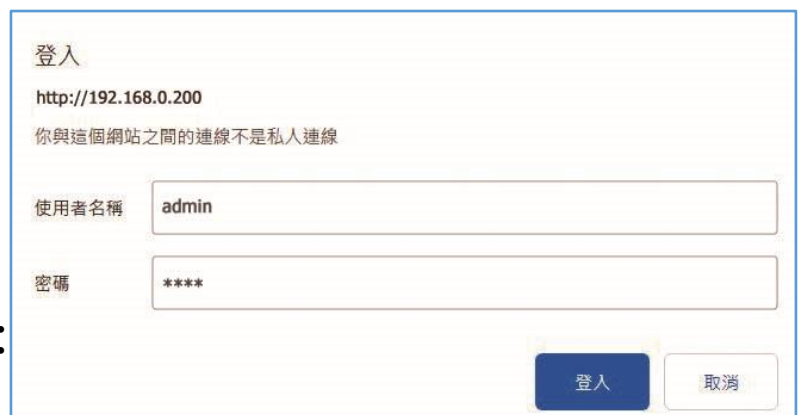 登入
http://192.168.0.200
你與這個網站之間的連線不是私人連線
使用者名稱 admin
密碼 ****
:
登入 取消